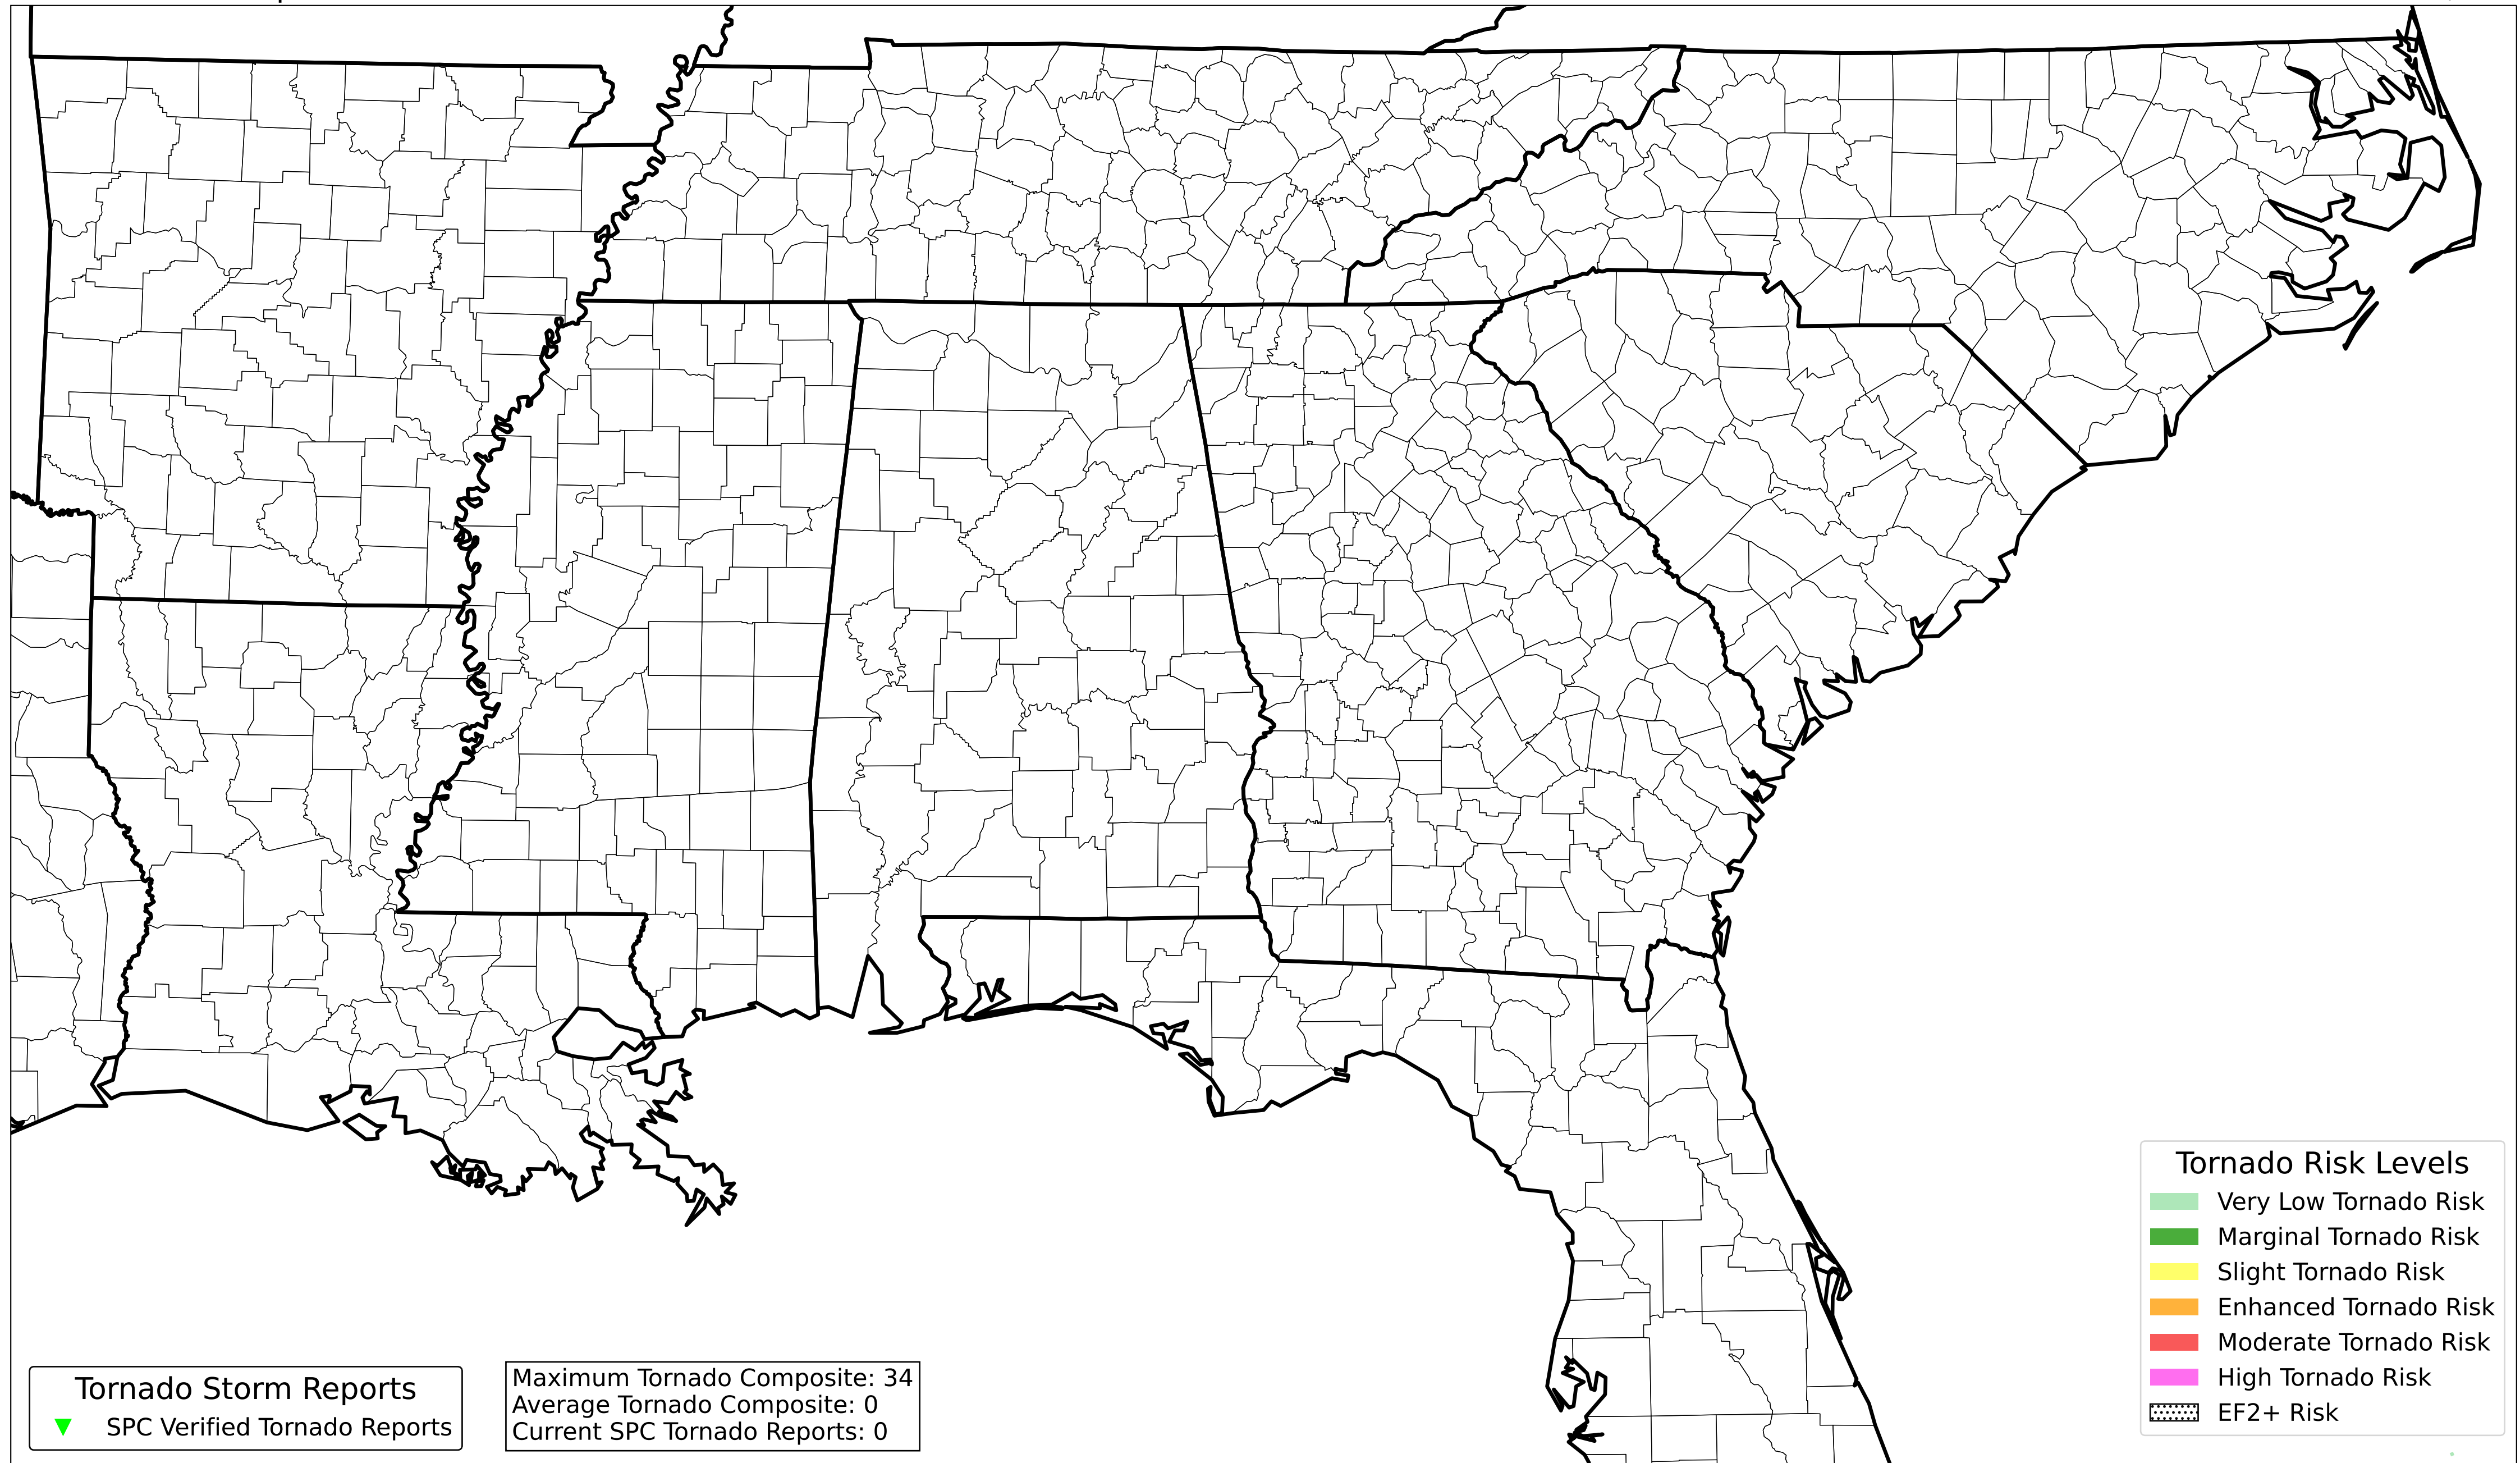 Tornado Risk Levels
Very Low Tornado Risk
Marginal Tornado Risk
Slight Tornado Risk
Enhanced Tornado Risk
Moderate Tornado Risk
High Tornado Risk
EF2+ Risk
Tornado Storm Reports
SPC Verified Tornado Reports
Maximum Tornado Composite: 34
Average Tornado Composite: 0
Current SPC Tornado Reports: 0